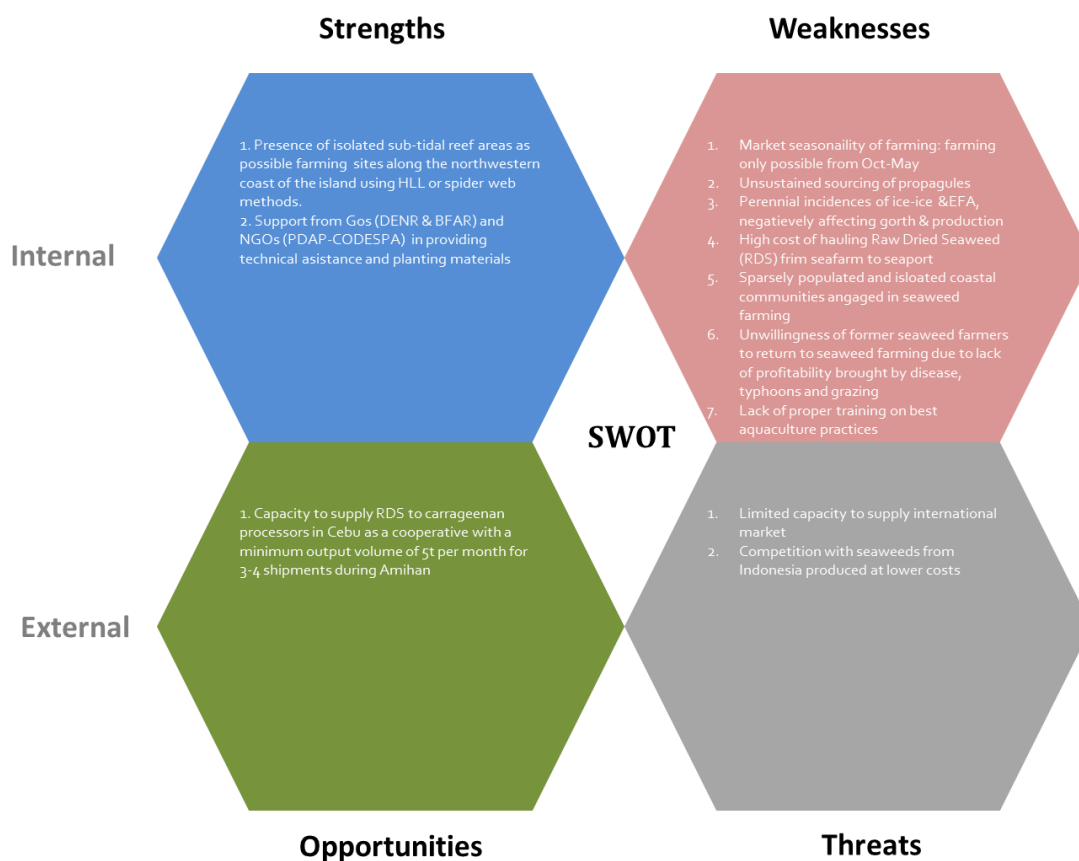 Strengths
Weaknesses
Internal
1. Presence of isolated sub-tidal reef areas as
possible farming sites along the northwestern
coast of the island using HLL or spider web
methods.
2. Support from Gos (DENR & BFAR) and
NGOs (PDAP-CODESPA) in providing
technical asistance and planting materials
1. Market seasonaility of farming: farming
only possible from Oct-May
2. Unsustained sourcing of propagules
3. Perennial incidences of ice-ice &EFA,
negatievely affecting gorth & production
4. High cost of hauling Raw Dried Seaweed
(RDS) frim seafarm to seaport
5. Sparsely populated and isloated coastal
communities angaged in seaweed
farming
6. Unwillingness of former seaweed farmers
to return to seaweed farming due to lack
of profitability brought by disease,
typhoons and grazing
7. Lack of proper training on best
aquaculture practices
SWOT
External
1. Capacity to supply RDS to carrageenan
processors in Cebu as a cooperative with a
minimum output volume of 5t per month for
3-4 shipments during Amihan
1. Limited capacity to supply international
market
2. Competition with seaweeds from
Indonesia produced at lower costs
Opportunities
Threats